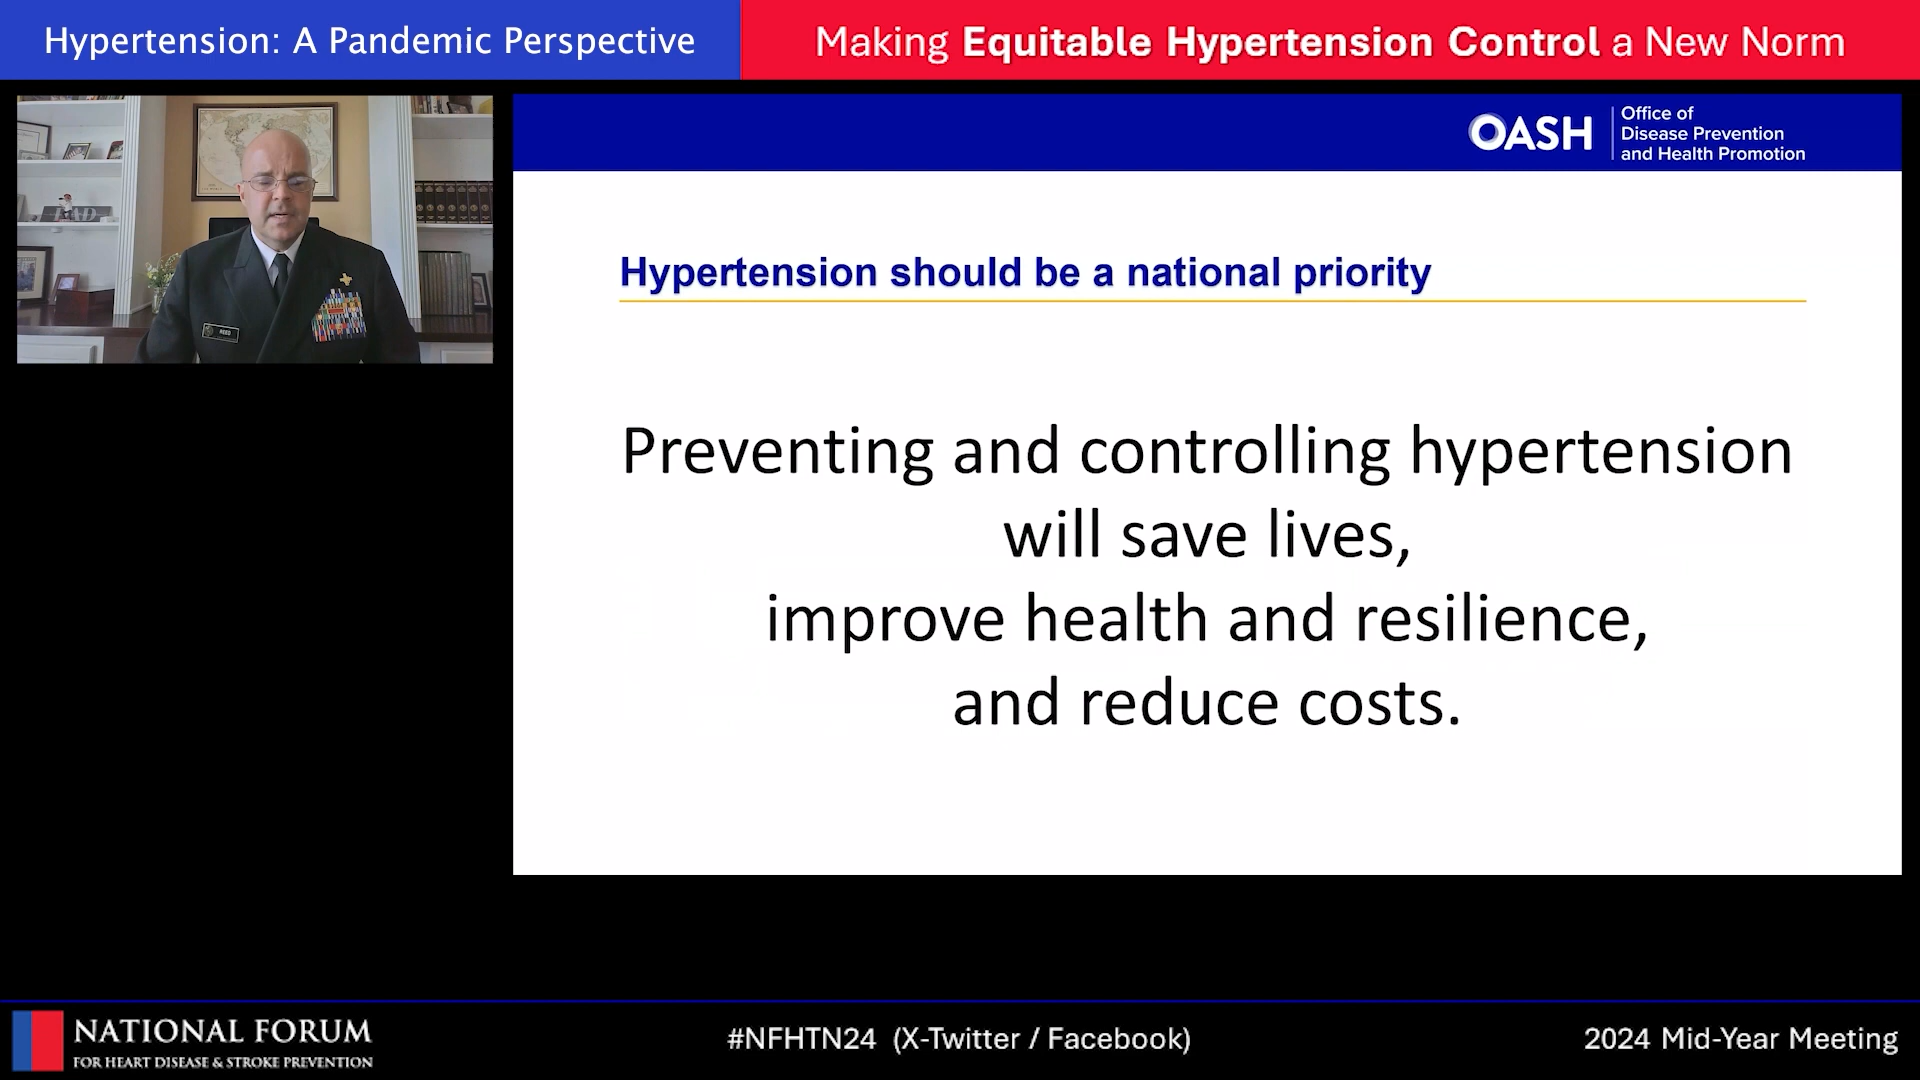 Hypertension: A Pandemic Perspective
Making Equitable Hypertension Control a New Norm
REED
OASH
Office of
Disease Prevention
and Health Promotion
Hypertension should be a national priority
Preventing and controlling hypertension
will save lives,
improve health and resilience,
and reduce costs.
NATIONAL FORUM
FOR HEART DISEASE & STROKE PREVENTION
#NFHTN24 (X-Twitter / Facebook)
2024 Mid-Year Meeting